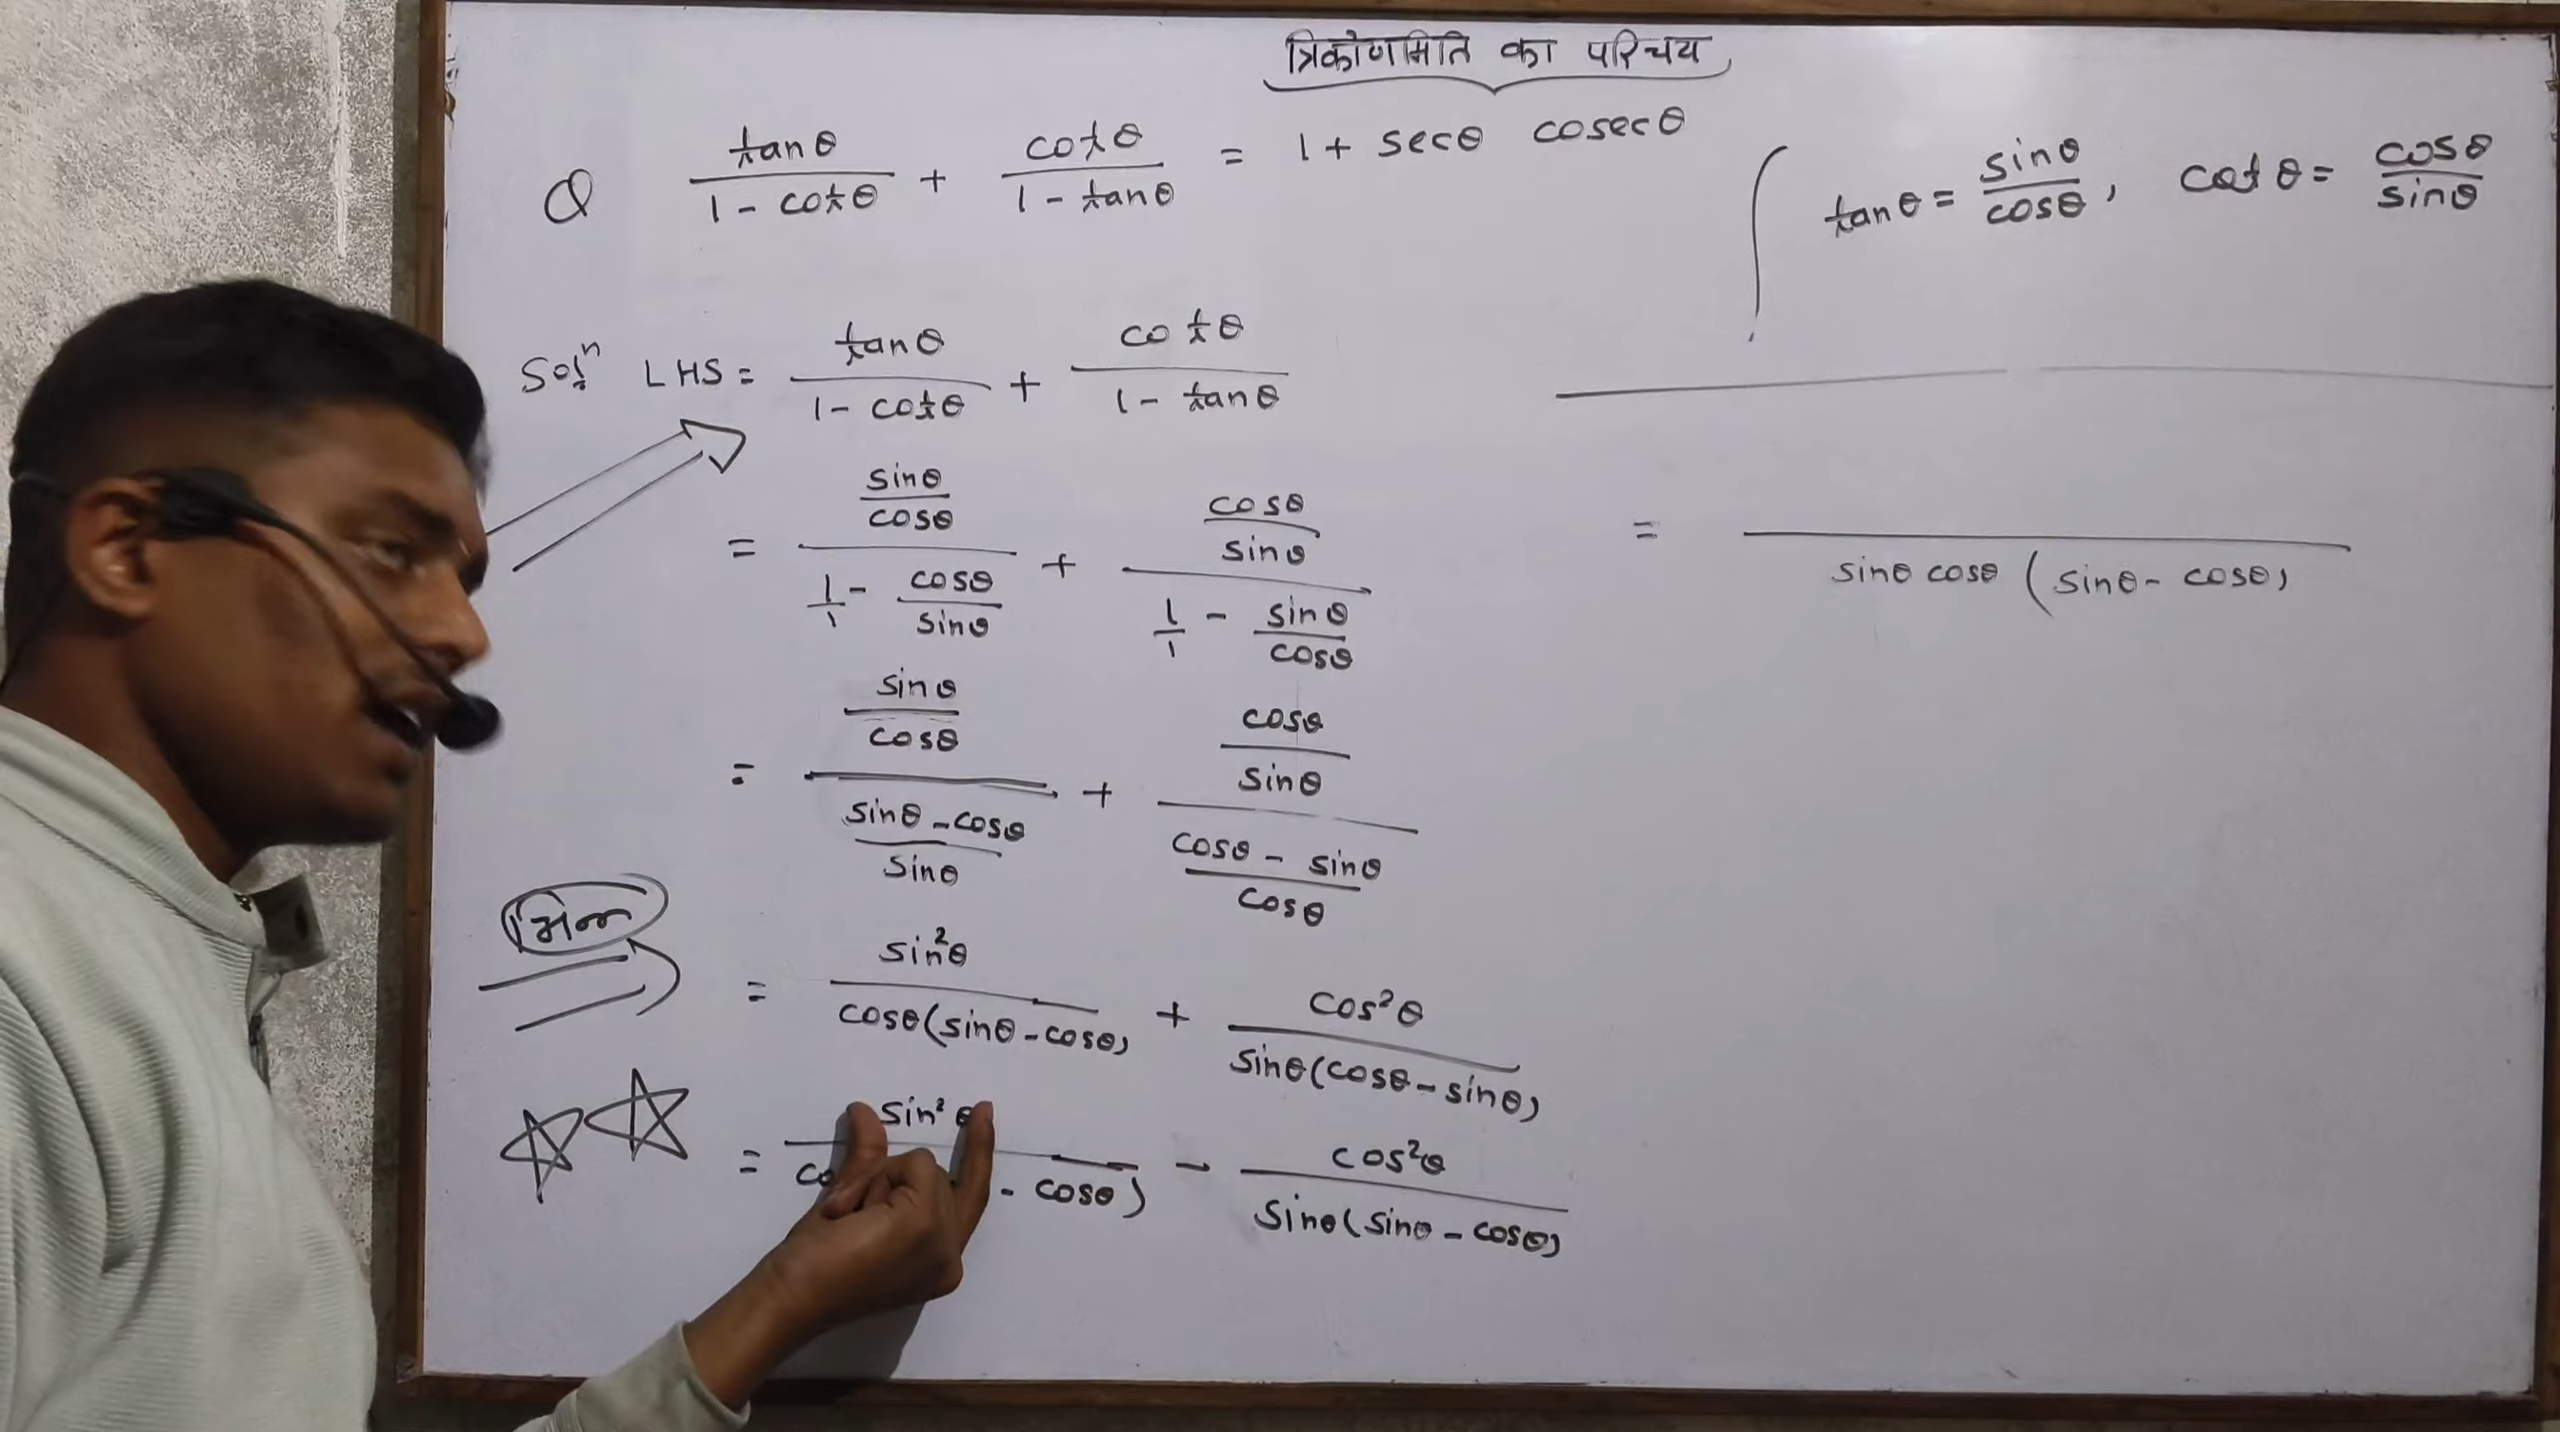 त्रिकोणमिति का परिचय
Q tanθ / (1 - cotθ) + cotθ / (1 - tanθ) = 1 + secθ cosecθ
tanθ = sinθ / cosθ, cotθ = cosθ / sinθ
Solⁿ LHS = tanθ / (1 - cotθ) + cotθ / (1 - tanθ)
= (sinθ / cosθ) / (1/1 - cosθ / sinθ) + (cosθ / sinθ) / (1/1 - sinθ / cosθ)
= (sinθ / cosθ) / ((sinθ - cosθ) / sinθ) + (cosθ / sinθ) / ((cosθ - sinθ) / cosθ)
= sin²θ / cosθ(sinθ - cosθ) + cos²θ / sinθ(cosθ - sinθ)
= sin²θ / co - cosθ) - cos²θ / sinθ(sinθ - cosθ)
= / sinθ cosθ (sinθ - cosθ)